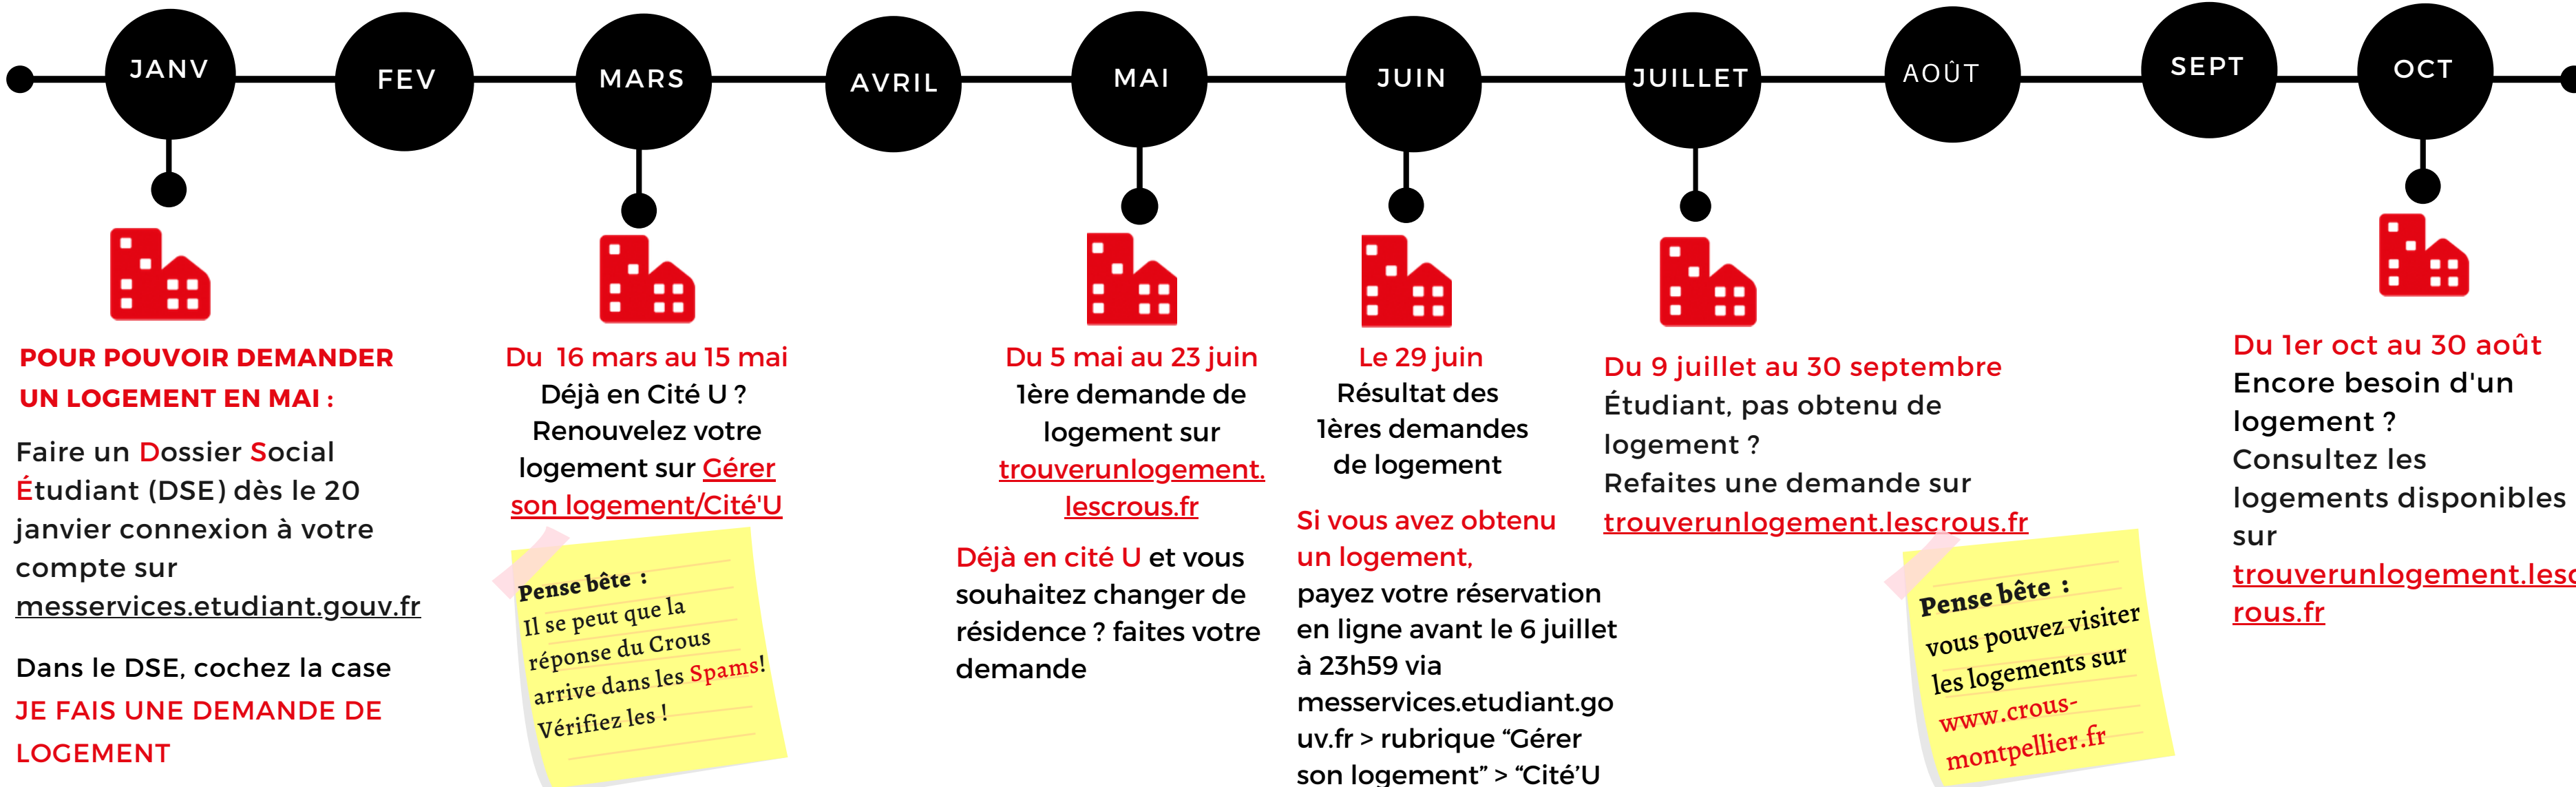 JANV
FEV
MARS
AVRIL
MAI
JUIN
JUILLET
AOÛT
SEPT
OCT
POUR POUVOIR DEMANDER
UN LOGEMENT EN MAI :
Faire un Dossier Social
Étudiant (DSE) dès le 20
janvier connexion à votre
compte sur
messervices.etudiant.gouv.fr
Dans le DSE, cochez la case
JE FAIS UNE DEMANDE DE
LOGEMENT
Du 16 mars au 15 mai
Déjà en Cité U ?
Renouvelez votre
logement sur Gérer
son logement/Cité'U
Pense bête :
Il se peut que la
réponse du Crous
arrive dans les Spams!
Vérifiez les !
Du 5 mai au 23 juin
1ère demande de
logement sur
trouverunlogement.
lescrous.fr
Déjà en cité U et vous
souhaitez changer de
résidence ? faites votre
demande
Le 29 juin
Résultat des
1ères demandes
de logement
Si vous avez obtenu
un logement,
payez votre réservation
en ligne avant le 6 juillet
à 23h59 via
messervices.etudiant.go
uv.fr > rubrique “Gérer
son logement” > “Cité’U
Du 9 juillet au 30 septembre
Étudiant, pas obtenu de
logement ?
Refaites une demande sur
trouverunlogement.lescrous.fr
Pense bête :
vous pouvez visiter
les logements sur
www.crous-
montpellier.fr
Du 1er oct au 30 août
Encore besoin d'un
logement ?
Consultez les
logements disponibles
sur
trouverunlogement.lesc
rous.fr